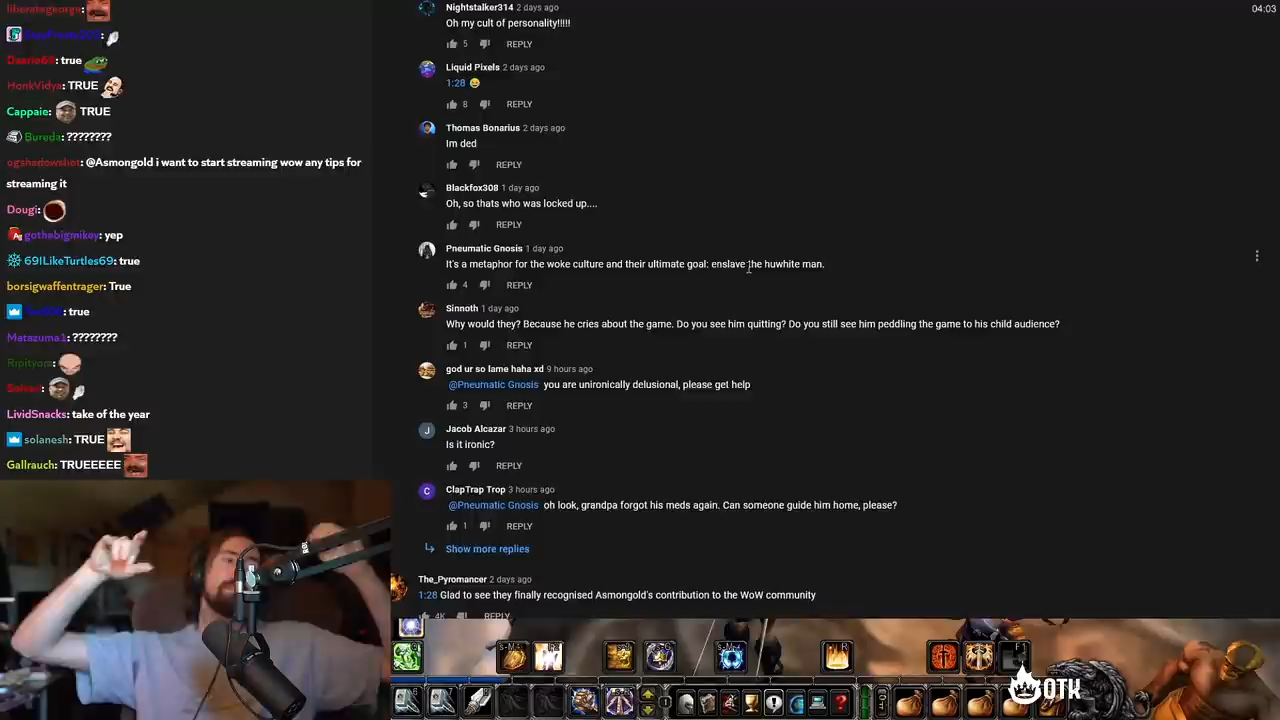 liberategeorge:
Daario69: true
HonkVidya: TRUE
Cappaie: TRUE
Bureda: ????????
ogshadowshot: @Asmongold i want to start streaming wow any tips for
streaming it
Dougi:
gothebigmikey: yep
69ILikeTurtles69: true
borsigwaffentrager: True
: true
Matazuma1: ????????
LividSnacks: take of the year
solanesh: TRUE
Gallrauch: TRUEEEEE
04:03
Nightstalker314 2 days ago
Oh my cult of personality!!!!!
5 REPLY
Liquid Pixels 2 days ago
1:28 😂
8 REPLY
Thomas Bonarius 2 days ago
Im ded
REPLY
Blackfox308 1 day ago
Oh, so thats who was locked up....
REPLY
Pneumatic Gnosis 1 day ago
It's a metaphor for the woke culture and their ultimate goal: enslave the huwhite man.
4 REPLY
Sinnoth 1 day ago
Why would they? Because he cries about the game. Do you see him quitting? Do you still see him peddling the game to his child audience?
1 REPLY
god ur so lame haha xd 9 hours ago
@Pneumatic Gnosis you are unironically delusional, please get help
3 REPLY
J
Jacob Alcazar 3 hours ago
Is it ironic?
REPLY
C
ClapTrap Trop 3 hours ago
@Pneumatic Gnosis oh look, grandpa forgot his meds again. Can someone guide him home, please?
1 REPLY
Show more replies
The_Pyromancer 2 days ago
1:28 Glad to see they finally recognised Asmongold's contribution to the WoW community
4K REPLY
OTK